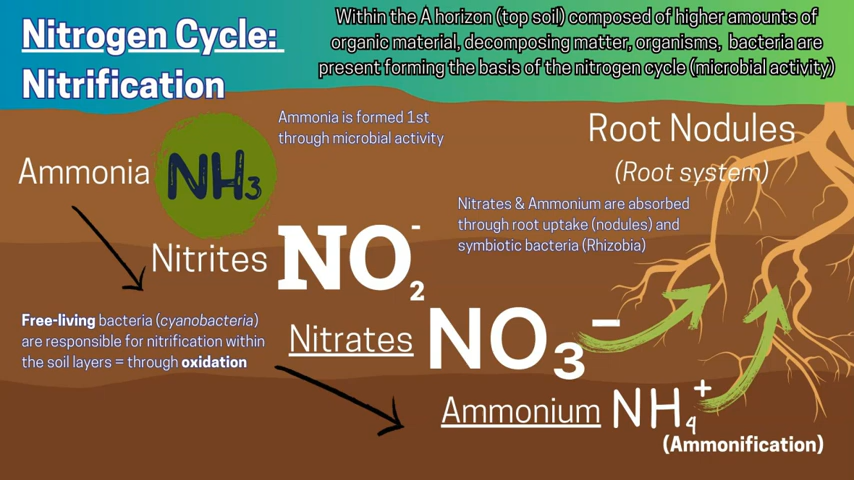 Nitrogen Cycle:
Nitrification
Within the A horizon (top soil) composed of higher amounts of
organic material, decomposing matter, organisms, bacteria are
present forming the basis of the nitrogen cycle (microbial activity)
Ammonia is formed 1st
through microbial activity
Root Nodules
(Root system)
Ammonia NH₃
Nitrates & Ammonium are absorbed
through root uptake (nodules) and
symbiotic bacteria (Rhizobia)
Nitrites NO₂⁻
Free-living bacteria (cyanobacteria)
are responsible for nitrification within
the soil layers = through oxidation
Nitrates NO₃⁻
Ammonium NH₄⁺
(Ammonification)